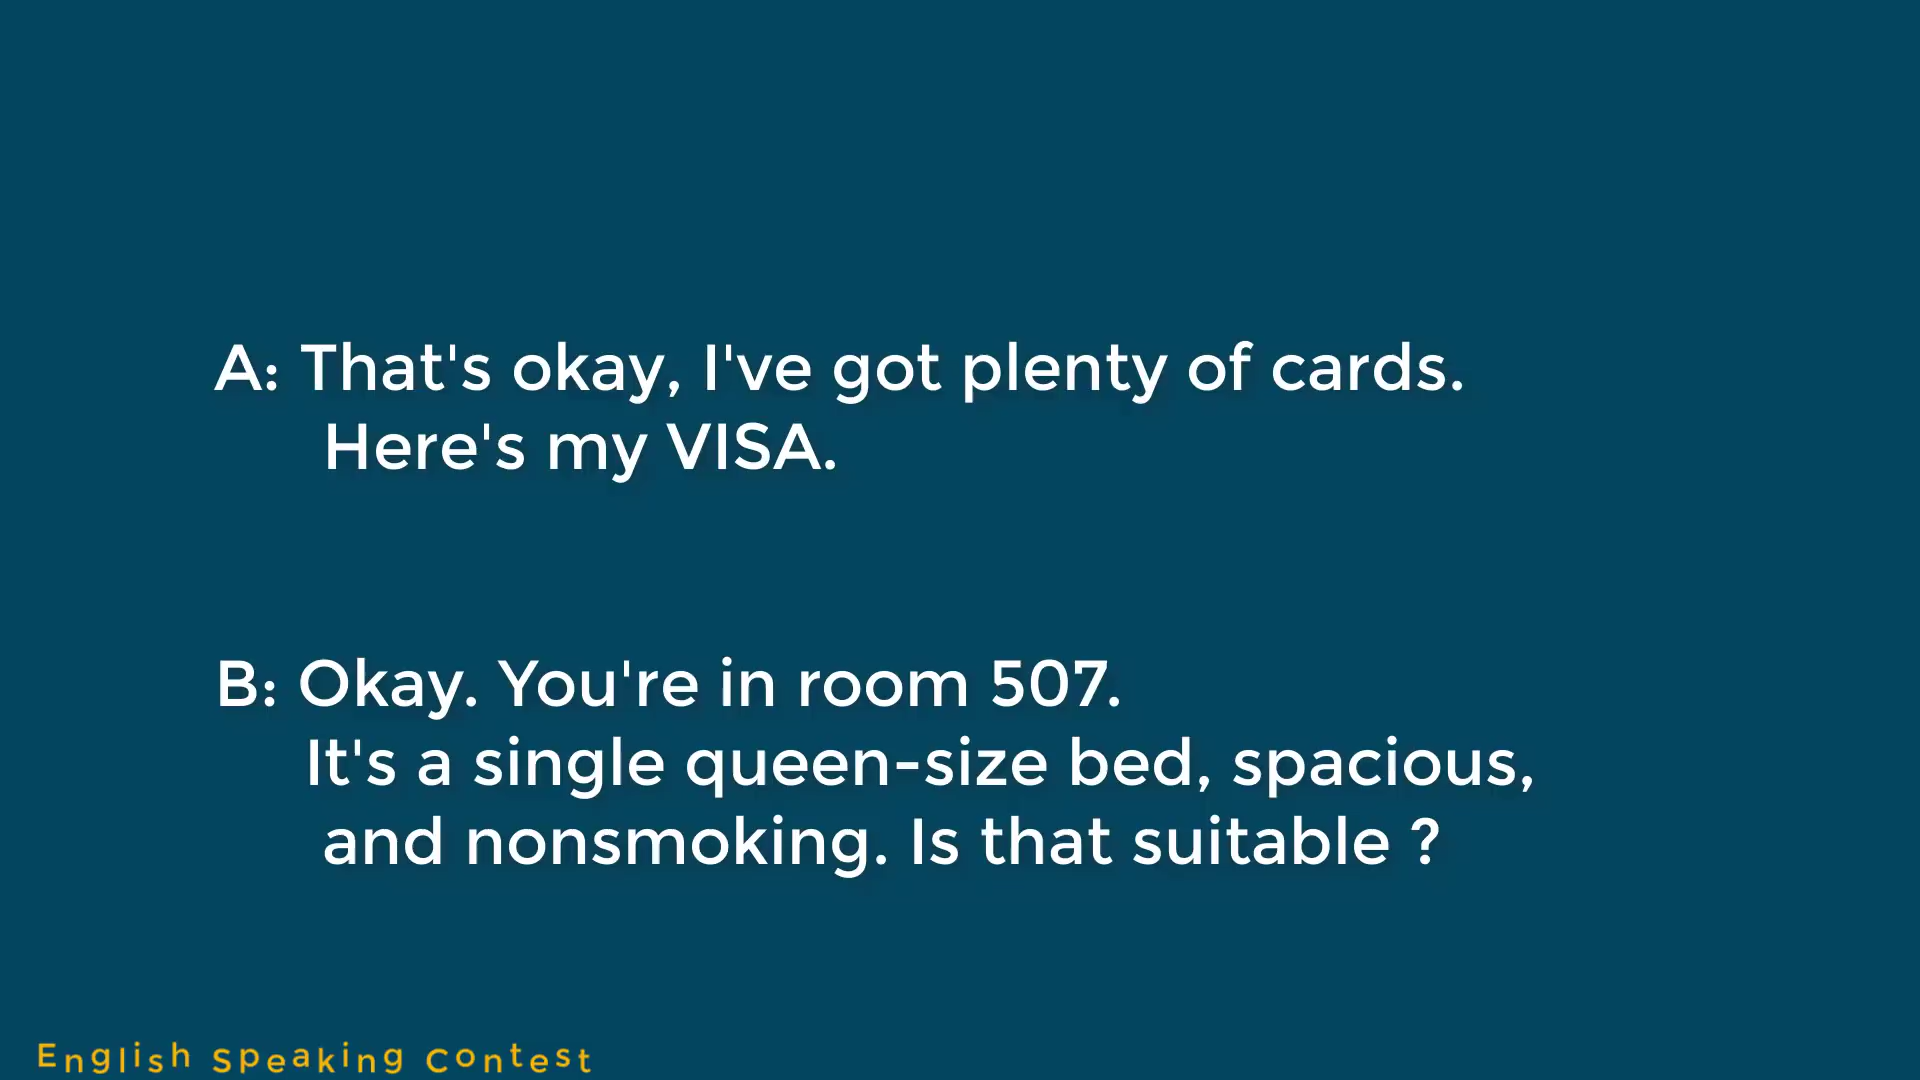 A: That's okay, I've got plenty of cards.
Here's my VISA.
B: Okay. You're in room 507.
It's a single queen-size bed, spacious,
and nonsmoking. Is that suitable ?
English Speaking Contest